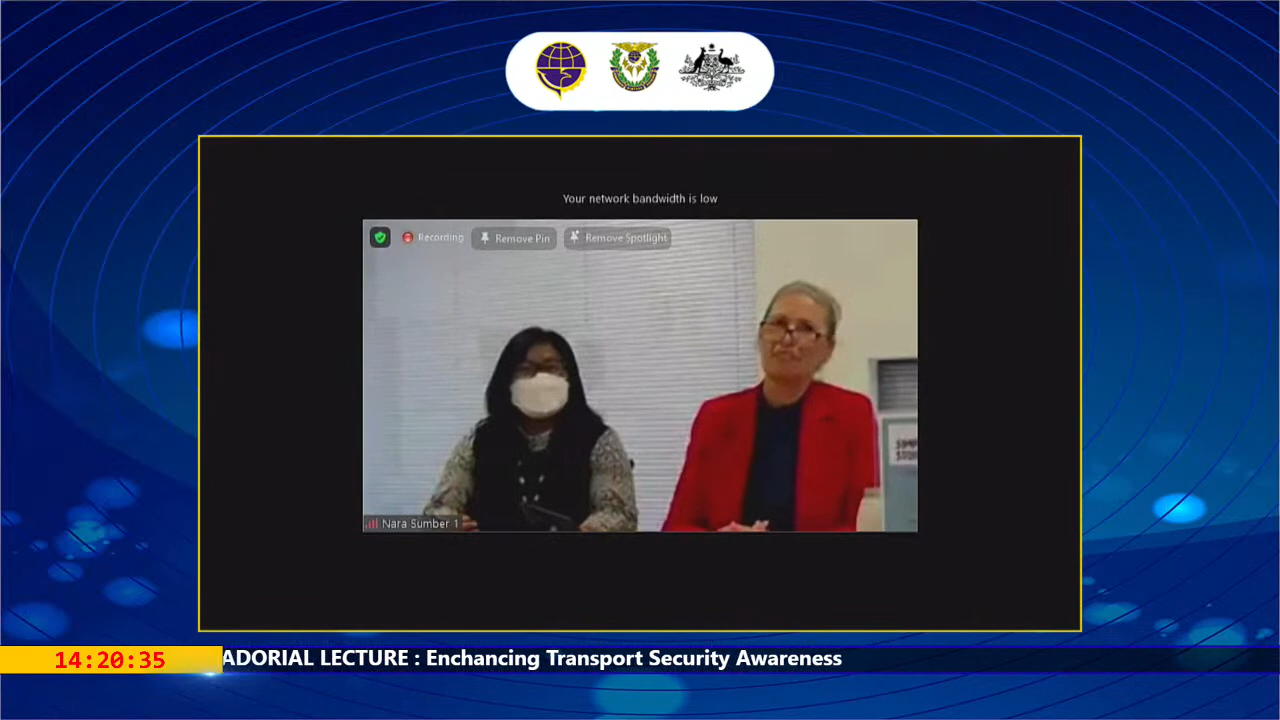 Your network bandwidth is low
Recording
Remove Pin
Remove Spotlight
Nara Sumber 1
14:20:35
ADORIAL LECTURE : Enchancing Transport Security Awareness